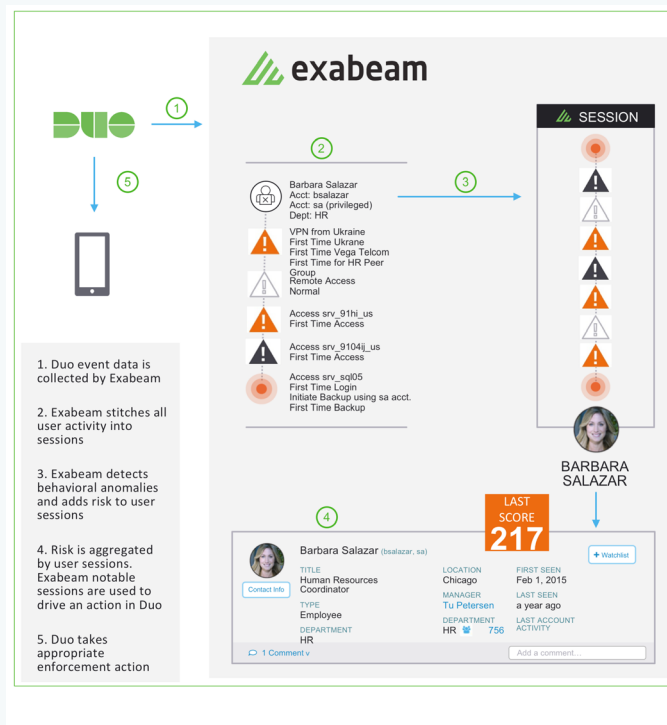 DUO
1
exabeam
SESSION
2
Barbara Salazar
Acct: bsalazar
Acct: sa (privileged)
Dept: HR
3
5
VPN from Ukraine
First Time Ukrane
First Time Vega Telcom
First Time for HR Peer
Group
Remote Access
Normal
Access srv_91hi_us
First Time Access
Access srv_9104ij_us
First Time Access
Access srv_sql05
First Time Login
Initiate Backup using sa acct.
First Time Backup
1. Duo event data is
collected by Exabeam
2. Exabeam stitches all
user activity into
sessions
3. Exabeam detects
behavioral anomalies
and adds risk to user
sessions
4. Risk is aggregated
by user sessions.
Exabeam notable
sessions are used to
drive an action in Duo
5. Duo takes
appropriate
enforcement action
BARBARA
SALAZAR
4
LAST
SCORE
217
Barbara Salazar (bsalazar, sa)
+ Watchlist
Contact Info
TITLE
Human Resources
Coordinator
TYPE
Employee
DEPARTMENT
HR
LOCATION
Chicago
MANAGER
Tu Petersen
DEPARTMENT
HR 756
FIRST SEEN
Feb 1, 2015
LAST SEEN
a year ago
LAST ACCOUNT
ACTIVITY
1 Comment v
Add a comment...